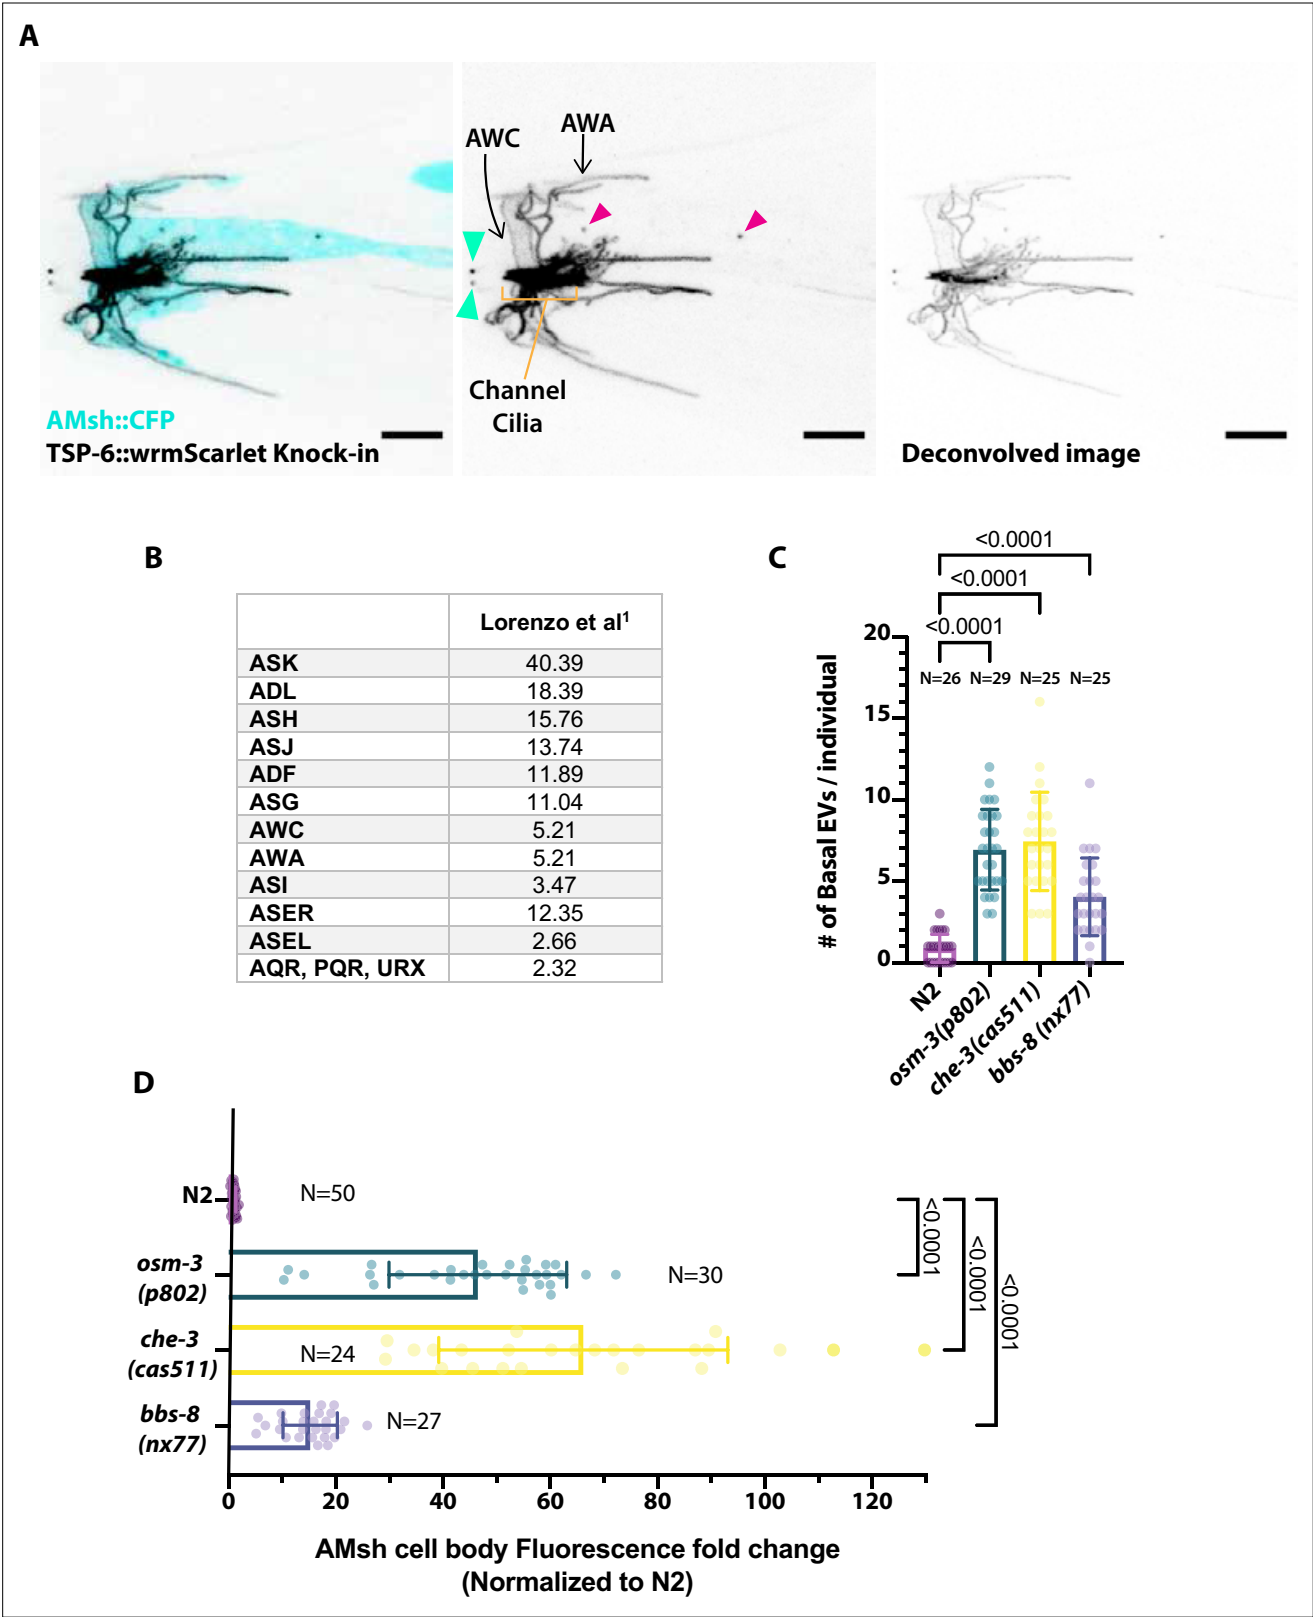 A
AWC
AWA
Channel
Cilia
AMsh::CFP
TSP-6::wrmScarlet Knock-in
Deconvolved image
B
Lorenzo et al1
ASK 40.39
ADL 18.39
ASH 15.76
ASJ 13.74
ADF 11.89
ASG 11.04
AWC 5.21
AWA 5.21
ASI 3.47
ASER 12.35
ASEL 2.66
AQR, PQR, URX 2.32
C
<0.0001
<0.0001
<0.0001
N=26 N=29 N=25 N=25
# of Basal EVs / individual
20
15
10
5
0
N2
osm-3(p802)
che-3(cas511)
bbs-8 (nx77)
D
N2
N=50
osm-3
(p802)
N=30
che-3
(cas511)
N=24
bbs-8
(nx77)
N=27
<0.0001
<0.0001
<0.0001
0 20 40 60 80 100 120
AMsh cell body Fluorescence fold change
(Normalized to N2)